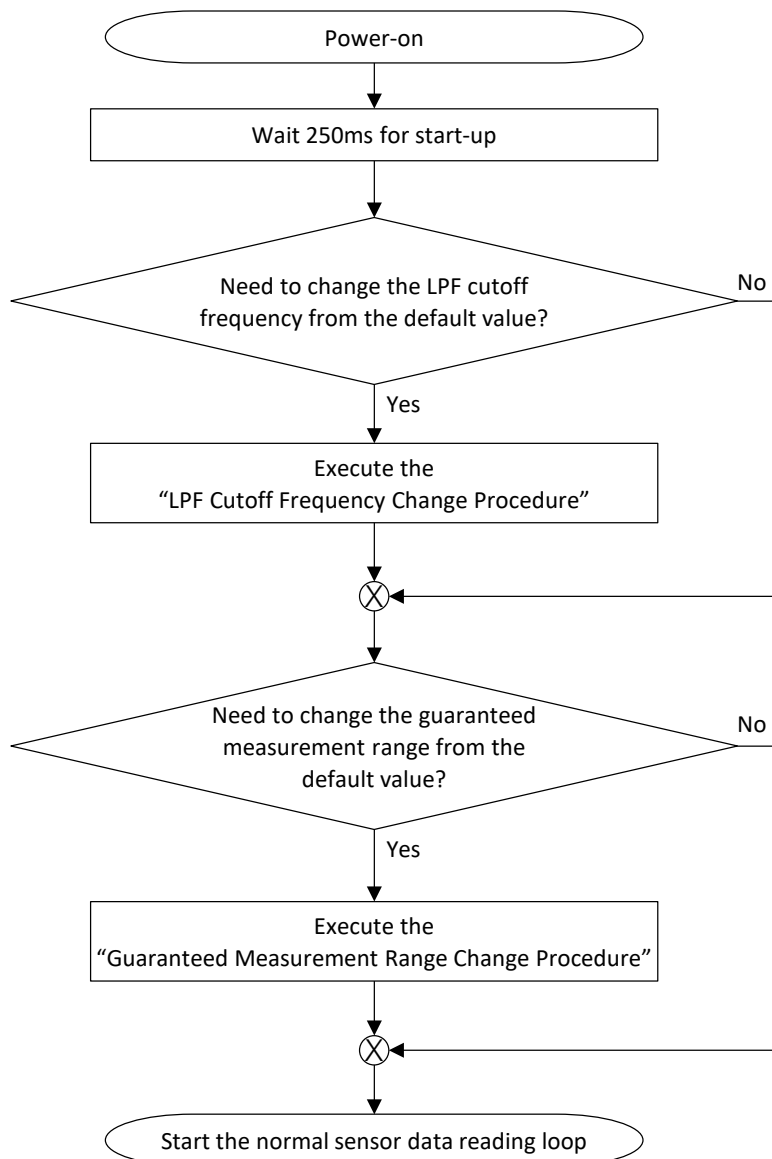 Power-on
Wait 250ms for start-up
Need to change the LPF cutoff
frequency from the default value?
No
Yes
Execute the
“LPF Cutoff Frequency Change Procedure”
X
Need to change the guaranteed
measurement range from the
default value?
No
Yes
Execute the
“Guaranteed Measurement Range Change Procedure”
X
Start the normal sensor data reading loop